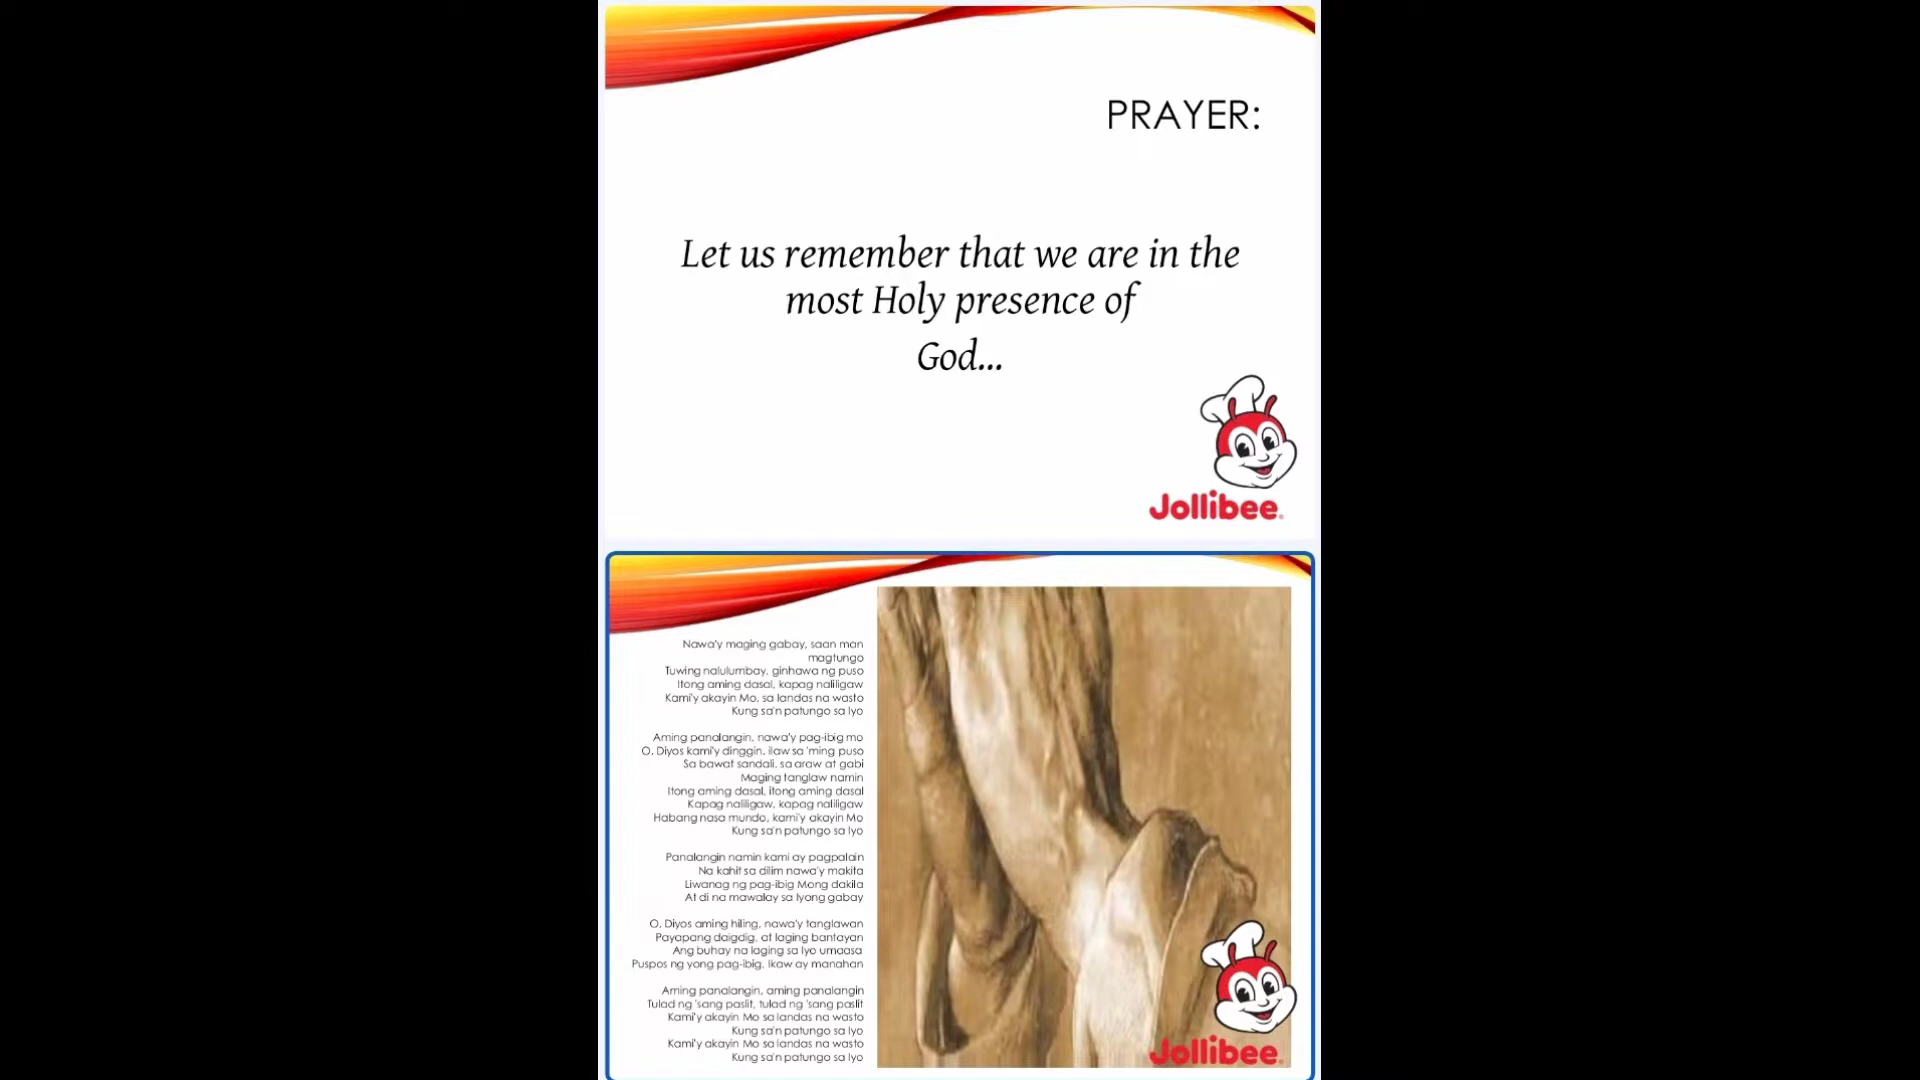 PRAYER:
Let us remember that we are in the
most Holy presence of
God...
Jollibee
Nawa'y maging gabay, saan man
magtungo
Tuwing nalulumbay, ginhawa ng puso
Itong aming dasal, kapag naliligaw
Kami'y akayin Mo, sa landas na wasto
Kung sa'n patungo sa Iyo
Aming panalangin, nawa'y pag-ibig mo
O, Diyos kami'y dinggin, ilaw sa 'ming puso
Sa bawat sandali, sa araw at gabi
Maging tanglaw namin
Itong aming dasal, itong aming dasal
Kapag naliligaw, kapag naliligaw
Habang nasa mundo, kami'y akayin Mo
Kung sa'n patungo sa Iyo
Panalangin namin kami ay pagpalain
Na kahit sa dilim nawa'y makita
Liwanag ng pag-ibig Mong dakila
At di na mawalay sa Iyong gabay
O, Diyos aming hiling, nawa'y tanglawan
Payapang daigdig, at laging bantayan
Ang buhay na laging sa Iyo umaasa
Puspos ng yong pag-ibig, Ikaw ay manahan
Aming panalangin, aming panalangin
Tulad ng 'sang paslit, tulad ng 'sang paslit
Kami'y akayin Mo sa landas na wasto
Kung sa'n patungo sa Iyo
Kami'y akayin Mo sa landas na wasto
Kung sa'n patungo sa Iyo
Jollibee